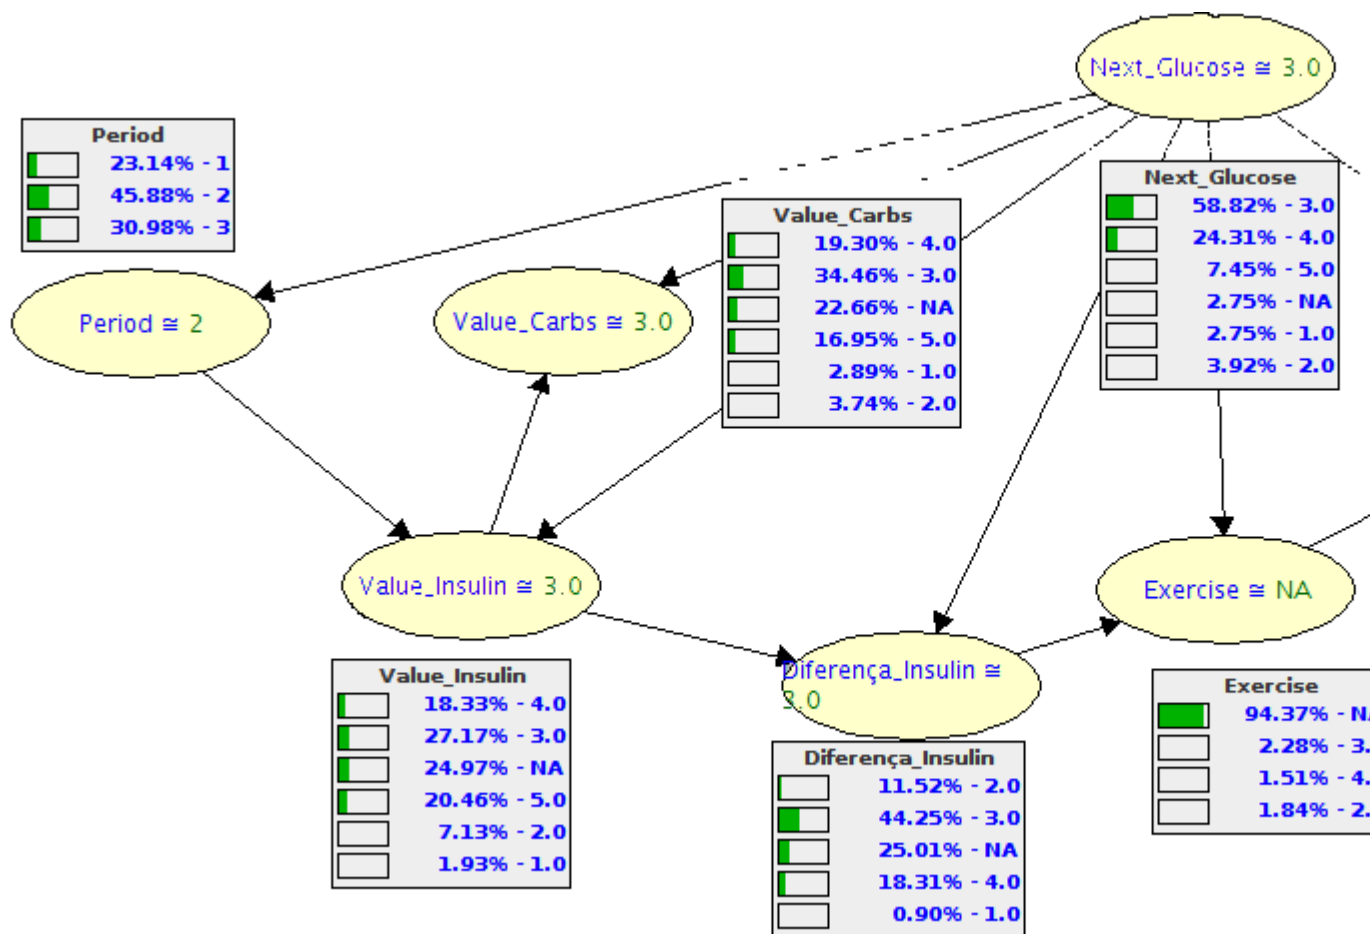 Next_Glucose ≅ 3.0
Period
23.14% - 1
45.88% - 2
30.98% - 3
Next_Glucose
58.82% - 3.0
24.31% - 4.0
7.45% - 5.0
2.75% - NA
2.75% - 1.0
3.92% - 2.0
Value_Carbs
19.30% - 4.0
34.46% - 3.0
22.66% - NA
16.95% - 5.0
2.89% - 1.0
3.74% - 2.0
Period ≅ 2
Value_Carbs ≅ 3.0
Value_Insulin ≅ 3.0
Exercise ≅ NA
Diferença_Insulin ≅
3.0
Value_Insulin
18.33% - 4.0
27.17% - 3.0
24.97% - NA
20.46% - 5.0
7.13% - 2.0
1.93% - 1.0
Exercise
94.37% - NA
2.28% - 3.
1.51% - 4.
1.84% - 2.
Diferença_Insulin
11.52% - 2.0
44.25% - 3.0
25.01% - NA
18.31% - 4.0
0.90% - 1.0